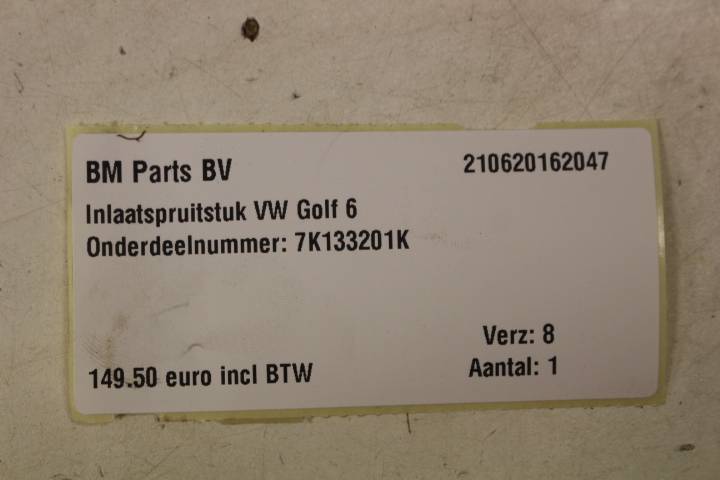 BM Parts BV 210620162047
Inlaatspruitstuk VW Golf 6
Onderdeelnummer: 7K133201K
Verz: 8
149.50 euro incl BTW Aantal: 1